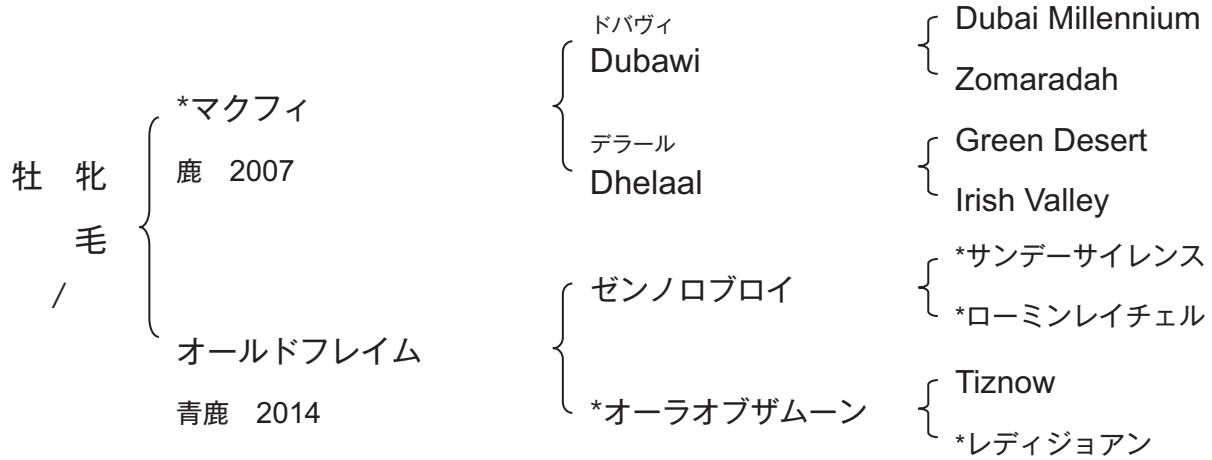 牡 牝
毛
/
*マクフィ
鹿 2007
オールドフレイム
青鹿 2014
ドバヴィ
Dubawi
デラール
Dhelaal
ゼンノロブロイ
*オーラオブザムーン
Dubai Millennium
Zomaradah
Green Desert
Irish Valley
*サンデーサイレンス
*ローミンレイチェル
Tiznow
*レディジョアン